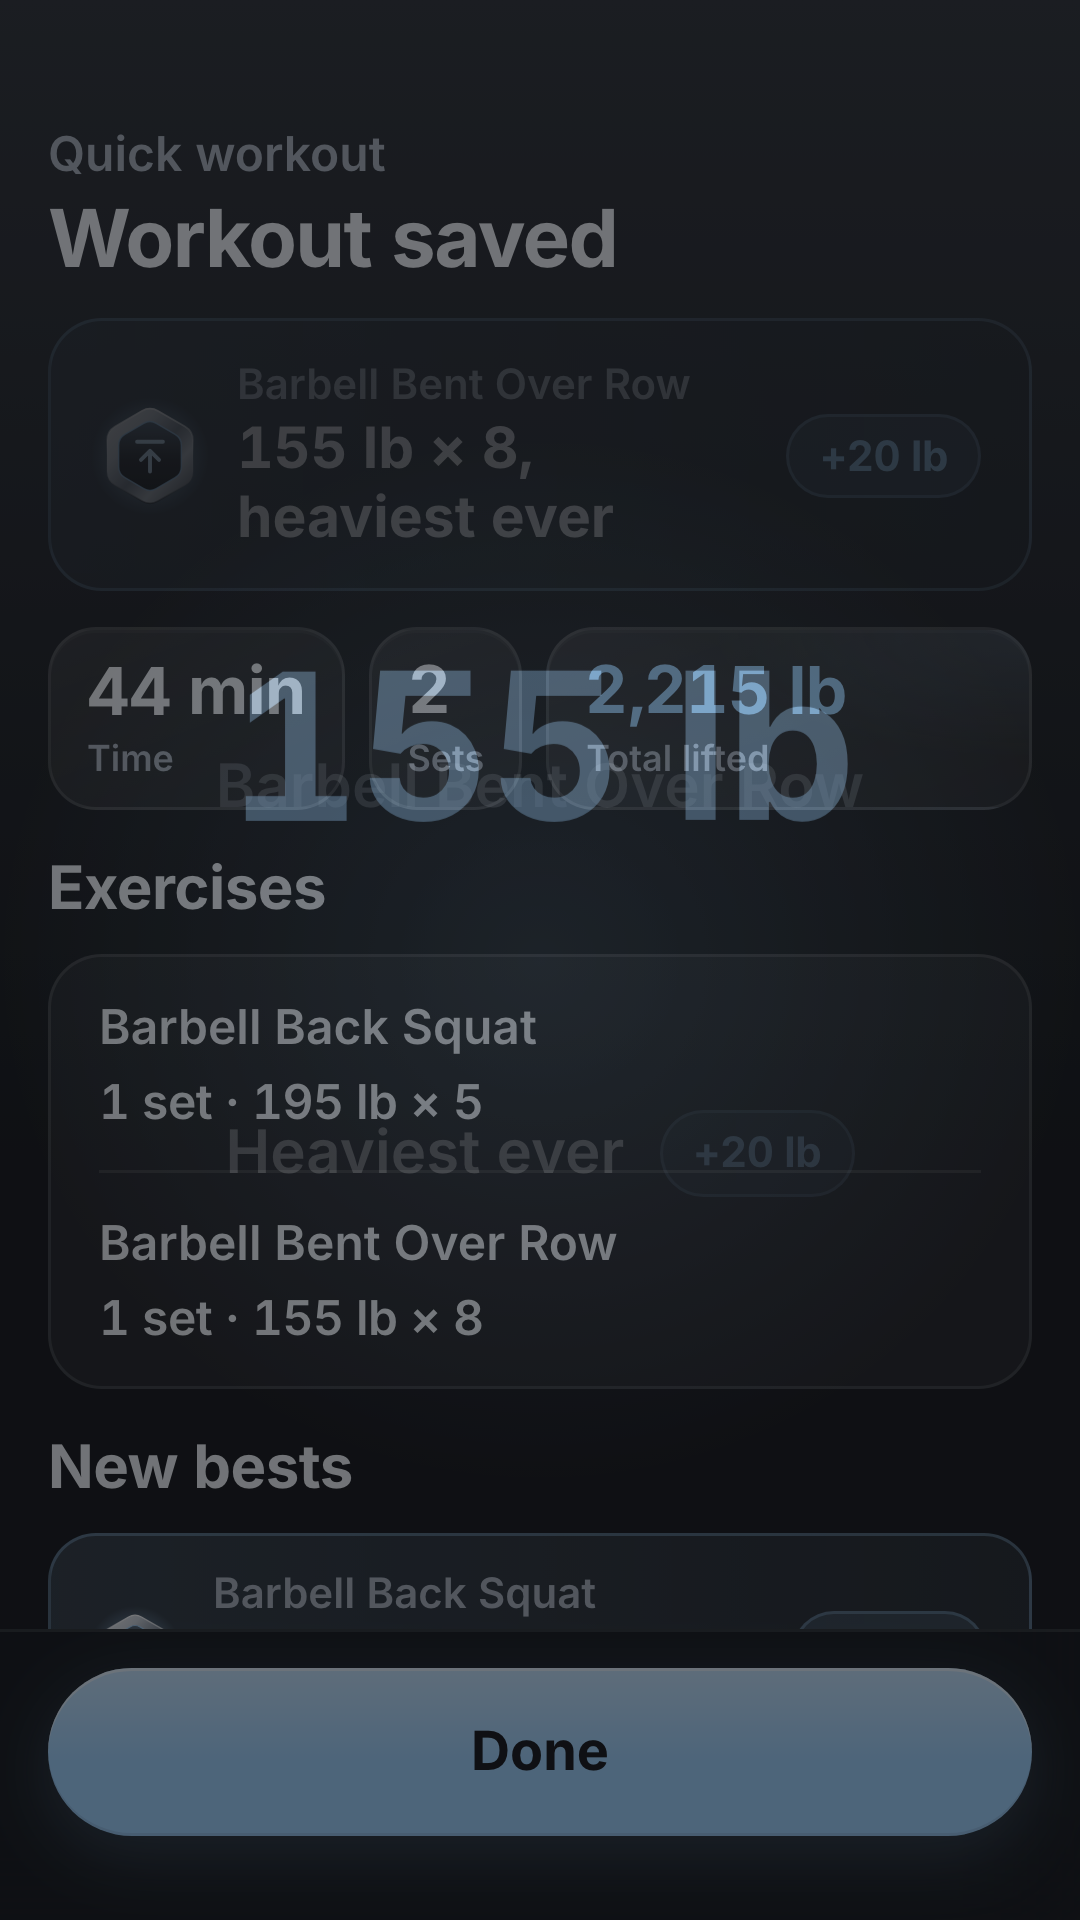 Quick workout
Workout saved
Barbell Bent Over Row
155 lb × 8,
heaviest ever
+20 lb
44 min
Time
2
Sets
2,215 lb
Total lifted
155 lb
Barbell Bent Over Row
Exercises
Barbell Back Squat
1 set · 195 lb × 5
Heaviest ever
+20 lb
Barbell Bent Over Row
1 set · 155 lb × 8
New bests
Barbell Back Squat
Done